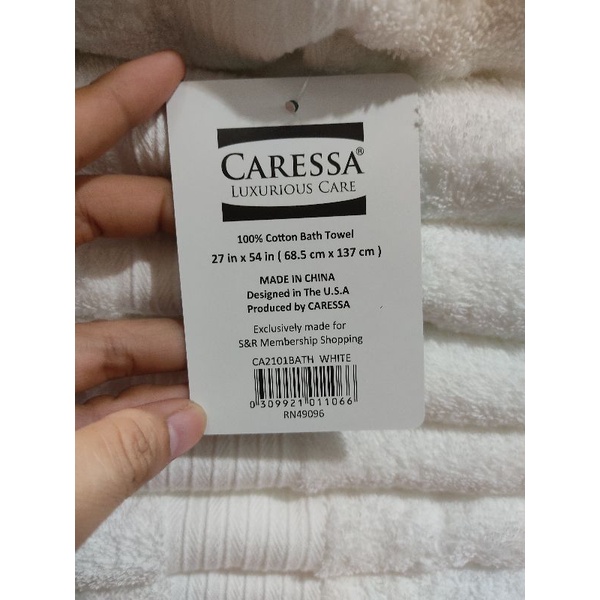 CARESSA®
LUXURIOUS CARE
100% Cotton Bath Towel
27 in x 54 in ( 68.5 cm x 137 cm )
MADE IN CHINA
Designed in The U.S.A
Produced by CARESSA
Exclusively made for
S&R Membership Shopping
CA2101BATH WHITE
0 309921 011066
RN49096